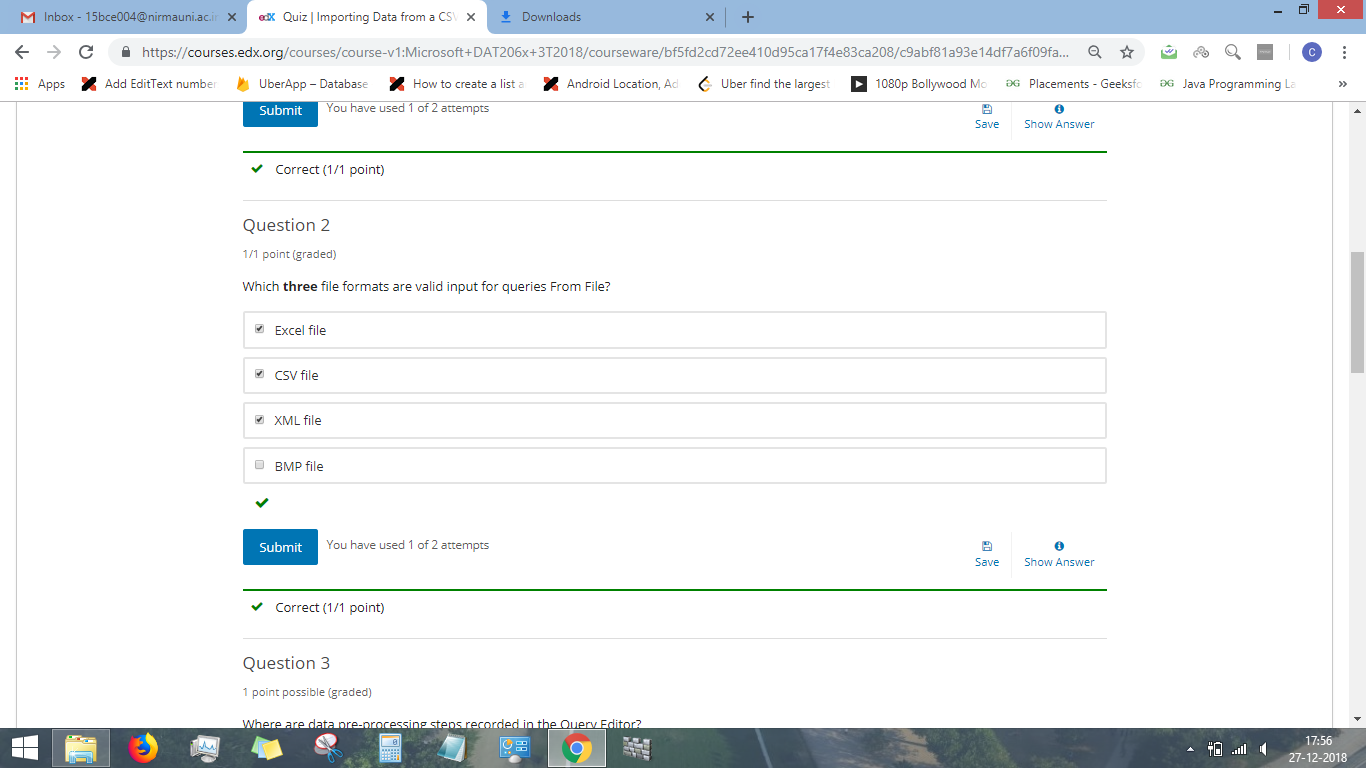 Inbox - 15bce004@nirmauni.ac.in
edX Quiz | Importing Data from a CSV
Downloads
https://courses.edx.org/courses/course-v1:Microsoft+DAT206x+3T2018/courseware/bf5fd2cd72ee410d95ca17f4e83ca208/c9abf81a93e14df7a6f09fa...
C
Apps
Add EditText number
UberApp – Database
How to create a list a
Android Location, Ad
Uber find the largest
1080p Bollywood Mo
Placements - Geeksfo
Java Programming La
»
Submit
You have used 1 of 2 attempts
Save
Show Answer
Correct (1/1 point)
Question 2
1/1 point (graded)
Which three file formats are valid input for queries From File?
Excel file
CSV file
XML file
BMP file
Submit
You have used 1 of 2 attempts
Save
Show Answer
Correct (1/1 point)
Question 3
1 point possible (graded)
Where are data pre-processing steps recorded in the Query Editor?
17:56
27-12-2018